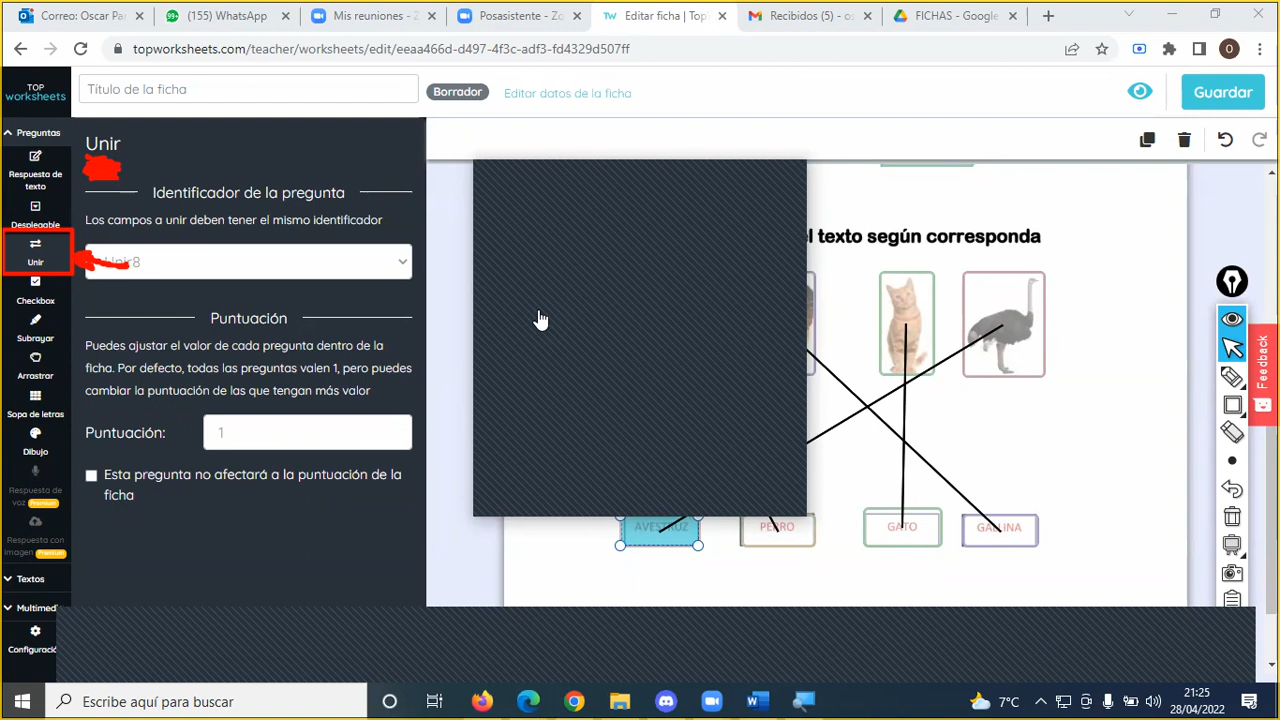 Correo: Oscar Pa
(155) WhatsApp
Mis reuniones - Z
Posasistente - Zo
Editar ficha | Top
Recibidos (5) - os
FICHAS - Google
topworksheets.com/teacher/worksheets/edit/eeaa466d-d497-4f3c-adf3-fd4329d507ff
O
TOP
worksheets
Título de la ficha
Borrador
Editar datos de la ficha
Guardar
Preguntas
Respuesta de
texto
Desplegable
Unir
Checkbox
Subrayar
Arrastrar
Sopa de letras
Dibujo
Respuesta de
voz Premium
Respuesta con
imagen Premium
Textos
Multimed
Configuraci
Unir
Identificador de la pregunta
Los campos a unir deben tener el mismo identificador
Unir8
Puntuación
Puedes ajustar el valor de cada pregunta dentro de la
ficha. Por defecto, todas las preguntas valen 1, pero puedes
cambiar la puntuación de las que tengan más valor
Puntuación:
1
Esta pregunta no afectará a la puntuación de la
ficha
l texto según corresponda
AVESTRUZ
PERRO
GATO
GALLINA
Feedback
Escribe aquí para buscar
7°C
21:25
28/04/2022